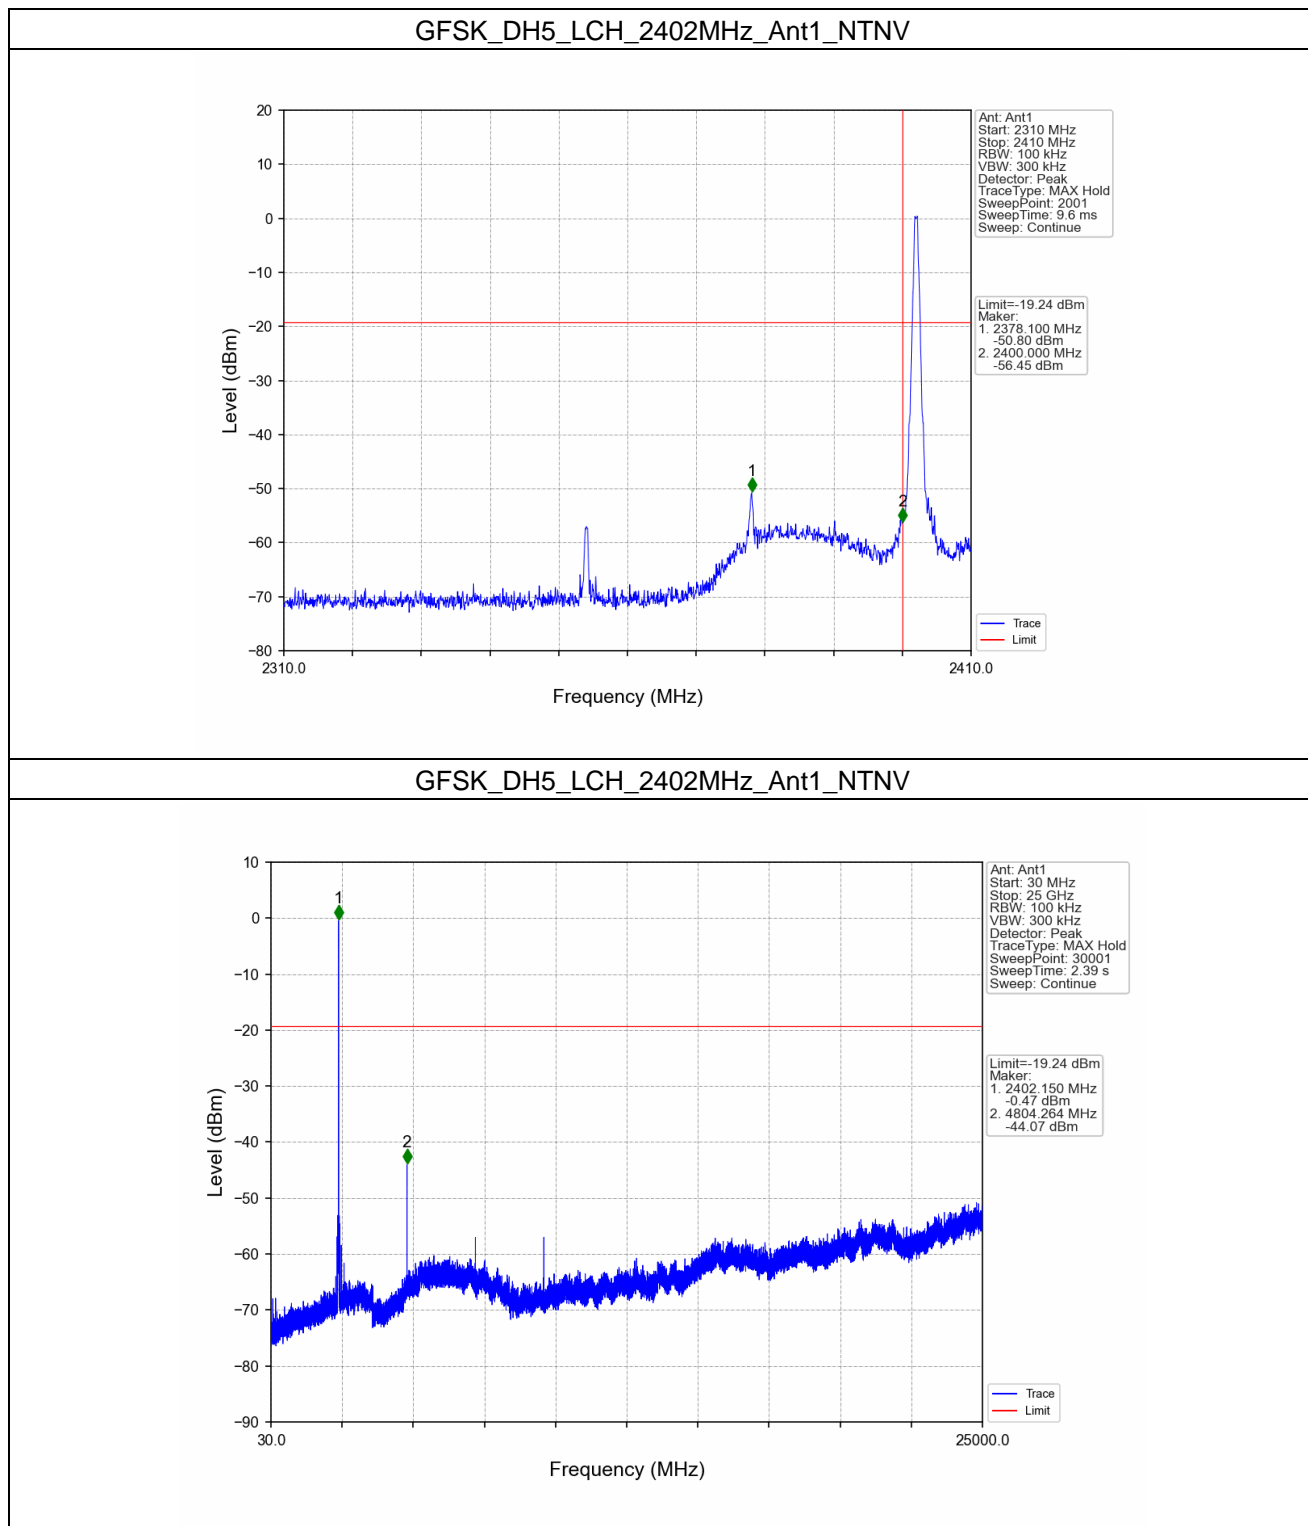 GFSK_DH5_LCH_2402MHz_Ant1_NTNV
20
10
0
−10
−20
−30
−40
−50
−60
−70
−80
Level (dBm)
1
2
2310.0
2410.0
Frequency (MHz)
Ant: Ant1
Start: 2310 MHz
Stop: 2410 MHz
RBW: 100 kHz
VBW: 300 kHz
Detector: Peak
TraceType: MAX Hold
SweepPoint: 2001
SweepTime: 9.6 ms
Sweep: Continue
Limit=-19.24 dBm
Maker:
1. 2378.100 MHz
-50.80 dBm
2. 2400.000 MHz
-56.45 dBm
Trace
Limit
GFSK_DH5_LCH_2402MHz_Ant1_NTNV
10
0
−10
−20
−30
−40
−50
−60
−70
−80
−90
Level (dBm)
1
2
30.0
25000.0
Frequency (MHz)
Ant: Ant1
Start: 30 MHz
Stop: 25 GHz
RBW: 100 kHz
VBW: 300 kHz
Detector: Peak
TraceType: MAX Hold
SweepPoint: 30001
SweepTime: 2.39 s
Sweep: Continue
Limit=-19.24 dBm
Maker:
1. 2402.150 MHz
-0.47 dBm
2. 4804.264 MHz
-44.07 dBm
Trace
Limit